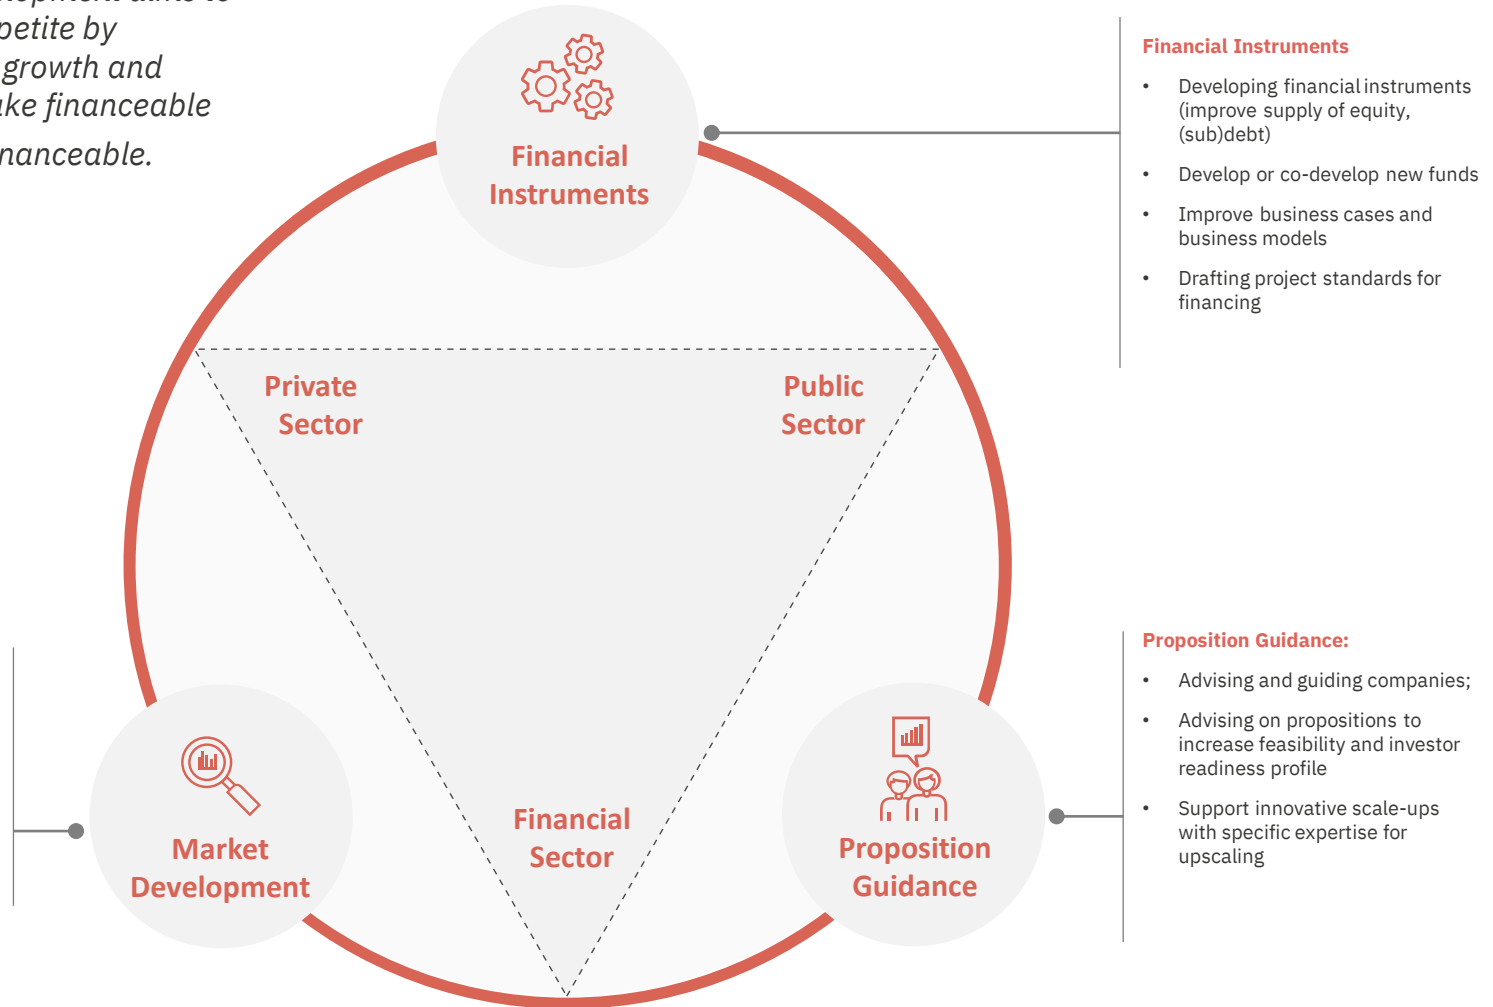 petite by
growth and
financeable
nanceable.
Financial
Instruments
Private
Sector
Public
Sector
Financial
Sector
Market
Development
Proposition
Guidance
Financial Instruments
• Developing financial instruments
(improve supply of equity,
(sub)debt)
• Develop or co-develop new funds
• Improve business cases and
business models
• Drafting project standards for
financing
Proposition Guidance:
• Advising and guiding companies;
• Advising on propositions to
increase feasibility and investor
readiness profile
• Support innovative scale-ups
with specific expertise for
upscaling